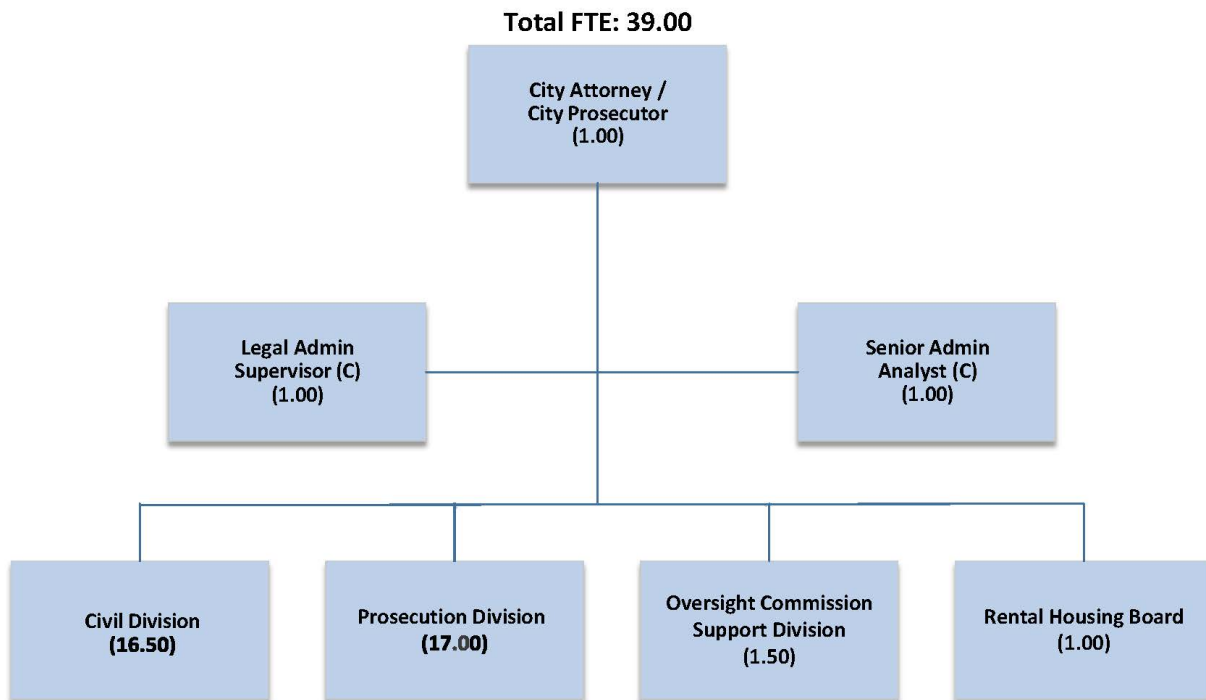 Total FTE: 39.00
City Attorney /
City Prosecutor
(1.00)
Legal Admin
Supervisor (C)
(1.00)
Senior Admin
Analyst (C)
(1.00)
Civil Division
(16.50)
Prosecution Division
(17.00)
Oversight Commission
Support Division
(1.50)
Rental Housing Board
(1.00)